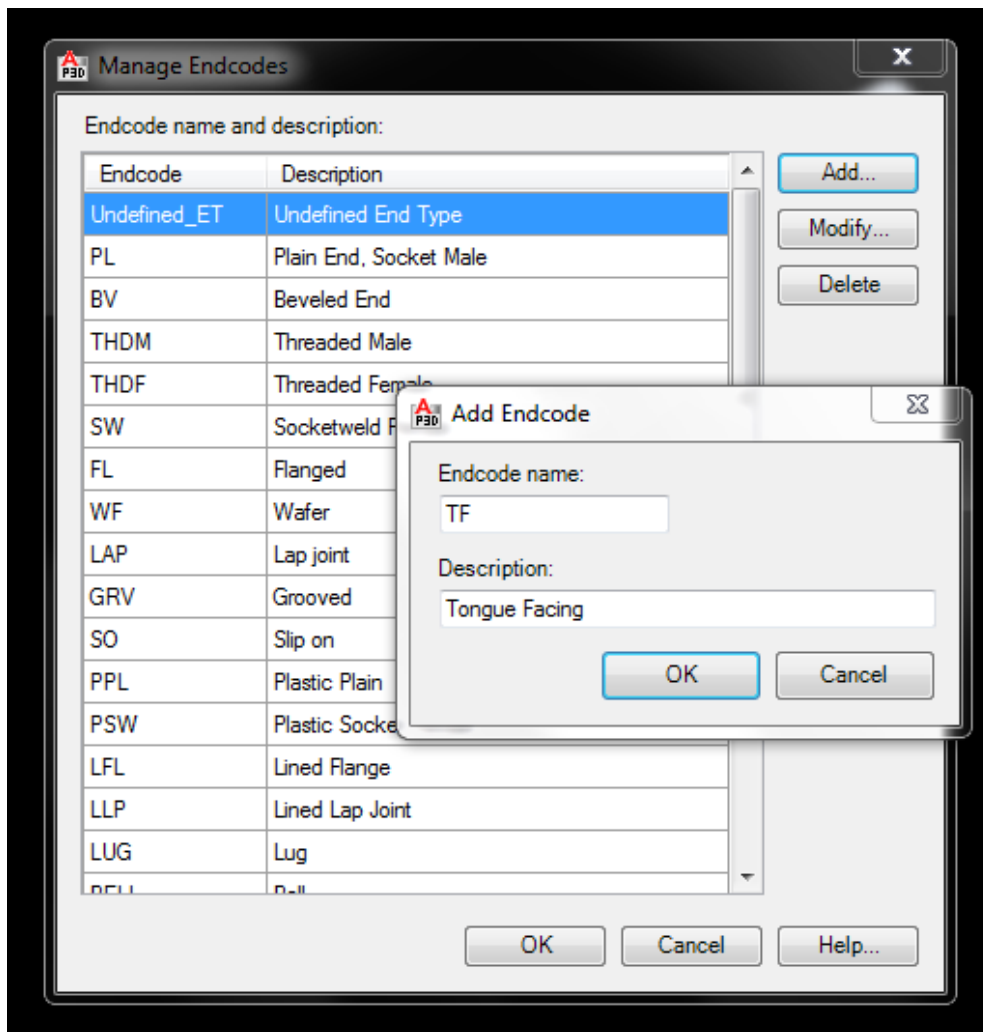 A P3D Manage Endcodes
Endcode name and description:
Endcode Description
Undefined_ET Undefined End Type
PL Plain End, Socket Male
BV Beveled End
THDM Threaded Male
THDF Threaded Female
SW Socketweld
FL Flanged
WF Wafer
LAP Lap joint
GRV Grooved
SO Slip on
PPL Plastic Plain
PSW Plastic
LFL Lined Flange
LLP Lined Lap Joint
LUG Lug
Add...
Modify...
Delete
A P3D Add Endcode
Endcode name:
TF
Description:
Tongue Facing
OK Cancel
OK Cancel Help...